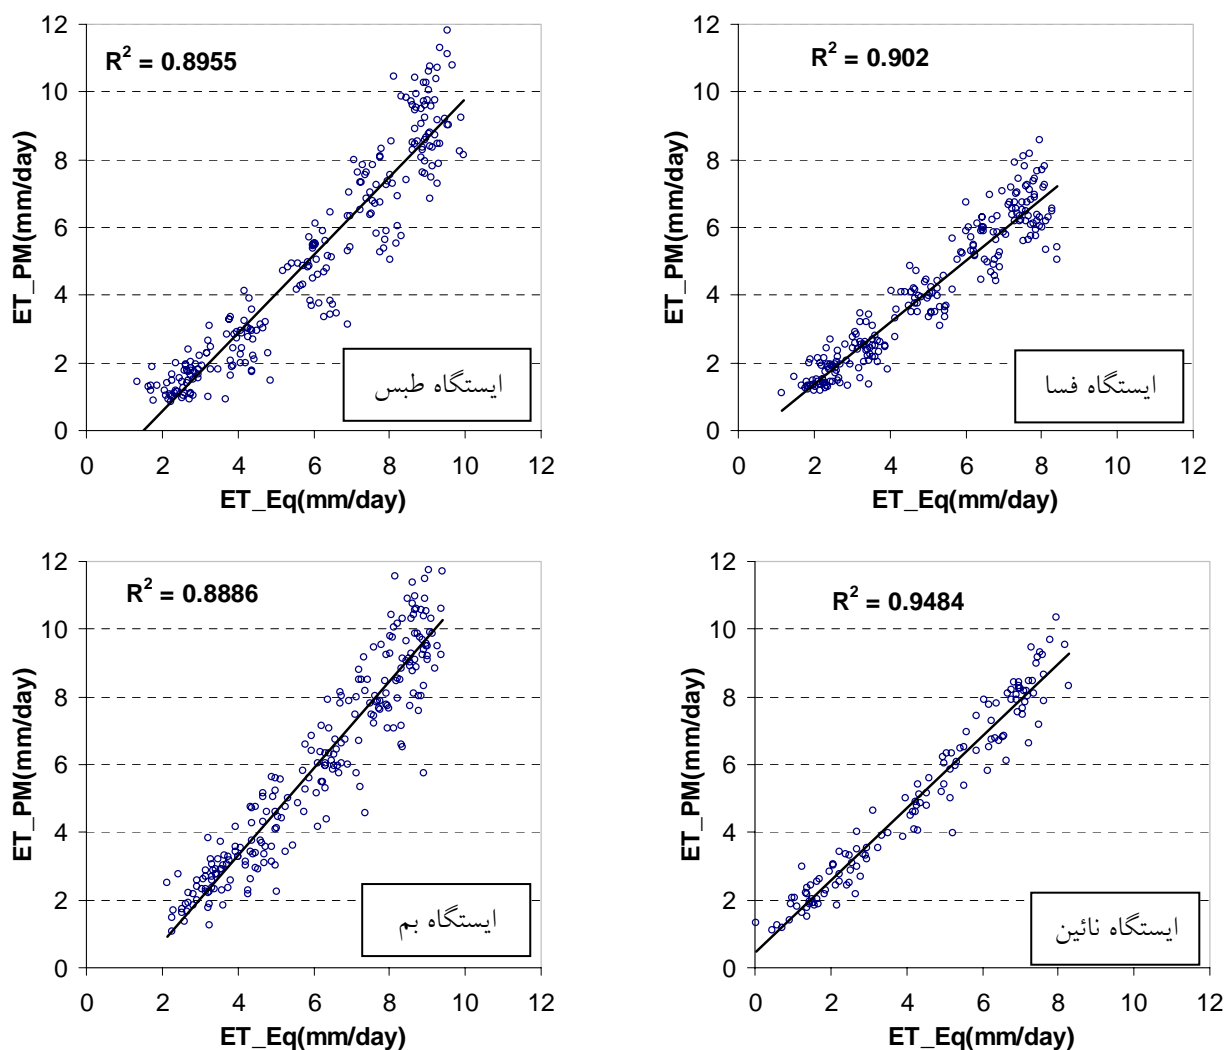 R² = 0.8955
12
10
8
6
4
2
0
ET_PM(mm/day)
ایستگاه طبس
0 2 4 6 8 10 12
ET_Eq(mm/day)
R² = 0.902
12
10
8
6
4
2
0
ET_PM(mm/day)
ایستگاه فسا
0 2 4 6 8 10 12
ET_Eq(mm/day)
R² = 0.8886
12
10
8
6
4
2
0
ET_PM(mm/day)
ایستگاه بم
0 2 4 6 8 10 12
ET_Eq(mm/day)
R² = 0.9484
12
10
8
6
4
2
0
ET_PM(mm/day)
ایستگاه نائین
0 2 4 6 8 10 12
ET_Eq(mm/day)